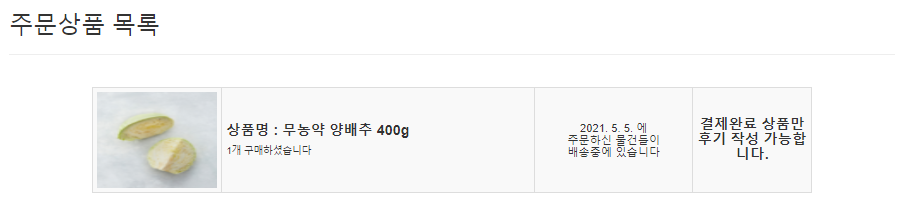 주문상품 목록
상품명 : 무농약 양배추 400g
1개 구매하셨습니다
2021. 5. 5. 에
주문하신 물건들이
배송중에 있습니다
결제완료 상품만
후기 작성 가능합
니다.